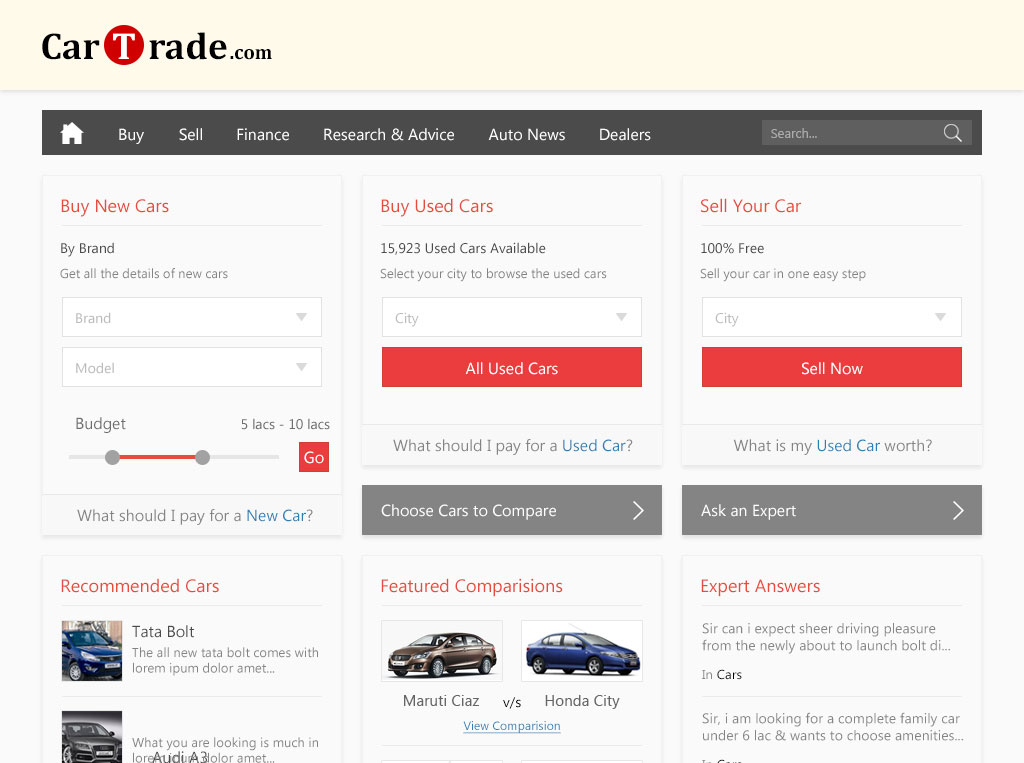 CarTrade.com
Buy Sell Finance Research & Advice Auto News Dealers Search...
Buy New Cars
By Brand
Get all the details of new cars
Brand
Model
Budget 5 lacs - 10 lacs
Go
What should I pay for a New Car?
Buy Used Cars
15,923 Used Cars Available
Select your city to browse the used cars
City
All Used Cars
What should I pay for a Used Car?
Sell Your Car
100% Free
Sell your car in one easy step
City
Sell Now
What is my Used Car worth?
Choose Cars to Compare
Ask an Expert
Recommended Cars
Tata Bolt
The all new tata bolt comes with
lorem ipum dolor amet...
What you are looking is much in
lorem ipum dolor amet...
Audi A3
Featured Comparisions
Maruti Ciaz v/s Honda City
View Comparision
Expert Answers
Sir can i expect sheer driving pleasure
from the newly about to launch bolt di...
In Cars
Sir, i am looking for a complete family car
under 6 lac & wants to choose amenities...
In Cars